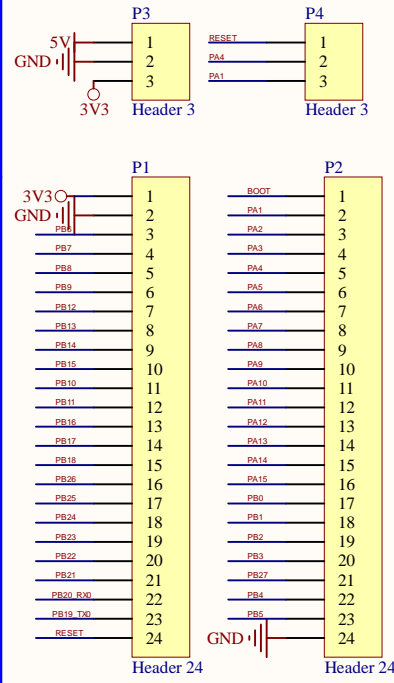 P3
5V 1
GND 2
3
3V3
Header 3
P4
RESET 1
PA4 2
PA1 3
Header 3
P1
3V3 1
GND 2
PB6 3
PB7 4
PB8 5
PB9 6
PB12 7
PB13 8
PB14 9
PB15 10
PB10 11
PB11 12
PB16 13
PB17 14
PB18 15
PB26 16
PB25 17
PB24 18
PB23 19
PB22 20
PB21 21
PB20_RX0 22
PB19_TX0 23
RESET 24
Header 24
P2
BOOT 1
PA1 2
PA2 3
PA3 4
PA4 5
PA5 6
PA6 7
PA7 8
PA8 9
PA9 10
PA10 11
PA11 12
PA12 13
PA13 14
PA14 15
PA15 16
PB0 17
PB1 18
PB2 19
PB3 20
PB27 21
PB4 22
PB5 23
GND 24
Header 24